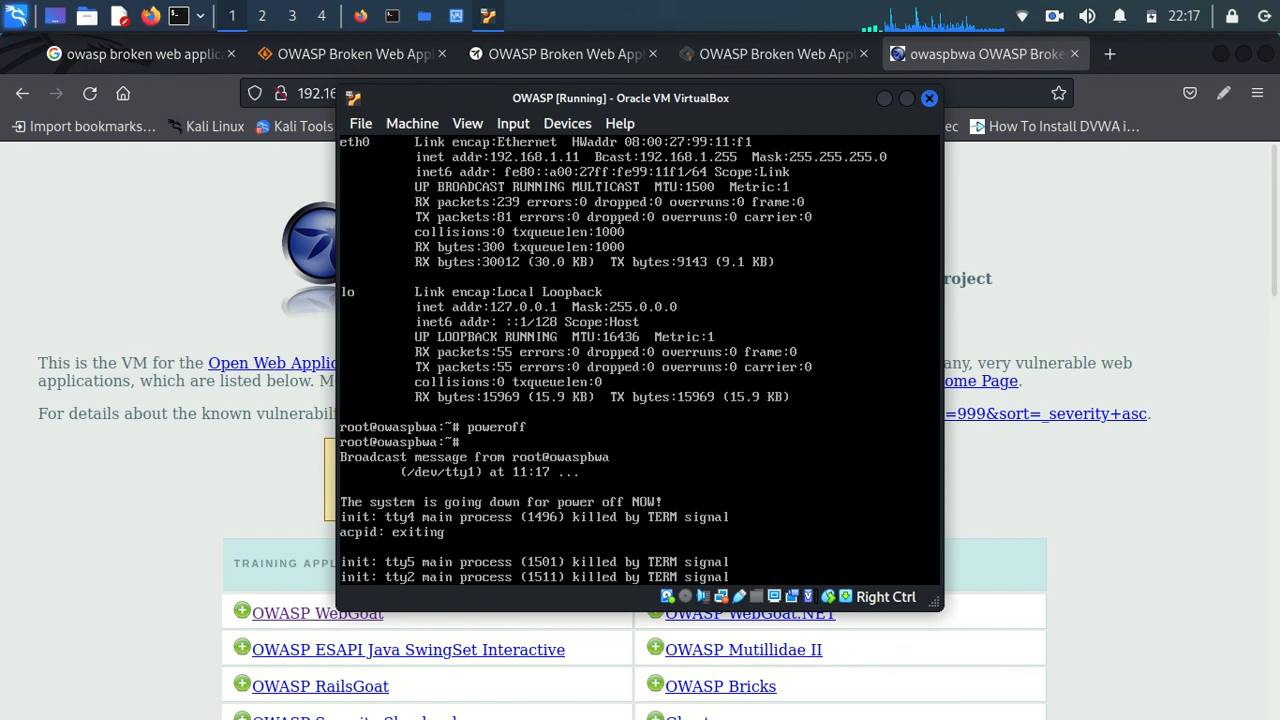 1 2 3 4 22:17
owasp broken web applica
OWASP Broken Web Appl
OWASP Broken Web Appl
OWASP Broken Web Appl
owaspbwa OWASP Broke
192.16
Import bookmarks...
Kali Linux
Kali Tools
ec
How To Install DVWA i...
OWASP [Running] - Oracle VM VirtualBox
File Machine View Input Devices Help
eth0 Link encap:Ethernet HWaddr 08:00:27:99:11:f1
inet addr:192.168.1.11 Bcast:192.168.1.255 Mask:255.255.255.0
inet6 addr: fe80::a00:27ff:fe99:11f1/64 Scope:Link
UP BROADCAST RUNNING MULTICAST MTU:1500 Metric:1
RX packets:239 errors:0 dropped:0 overruns:0 frame:0
TX packets:81 errors:0 dropped:0 overruns:0 carrier:0
collisions:0 txqueuelen:1000
RX bytes:300 txqueuelen:1000
RX bytes:30012 (30.0 KB) TX bytes:9143 (9.1 KB)
lo Link encap:Local Loopback
inet addr:127.0.0.1 Mask:255.0.0.0
inet6 addr: ::1/128 Scope:Host
UP LOOPBACK RUNNING MTU:16436 Metric:1
RX packets:55 errors:0 dropped:0 overruns:0 frame:0
TX packets:55 errors:0 dropped:0 overruns:0 carrier:0
collisions:0 txqueuelen:0
RX bytes:15969 (15.9 KB) TX bytes:15969 (15.9 KB)
root@owaspbwa:~# poweroff
root@owaspbwa:~#
Broadcast message from root@owaspbwa
(/dev/tty1) at 11:17 ...
The system is going down for power off NOW!
init: tty4 main process (1496) killed by TERM signal
acpid: exiting
init: tty5 main process (1501) killed by TERM signal
init: tty2 main process (1511) killed by TERM signal
Right Ctrl
roject
This is the VM for the Open Web Applic any, very vulnerable web
applications, which are listed below. M ome Page.
For details about the known vulnerabili =999&sort=_severity+asc.
TRAINING APPL
OWASP WebGoat OWASP WebGoat.NET
OWASP ESAPI Java SwingSet Interactive OWASP Mutillidae II
OWASP RailsGoat OWASP Bricks